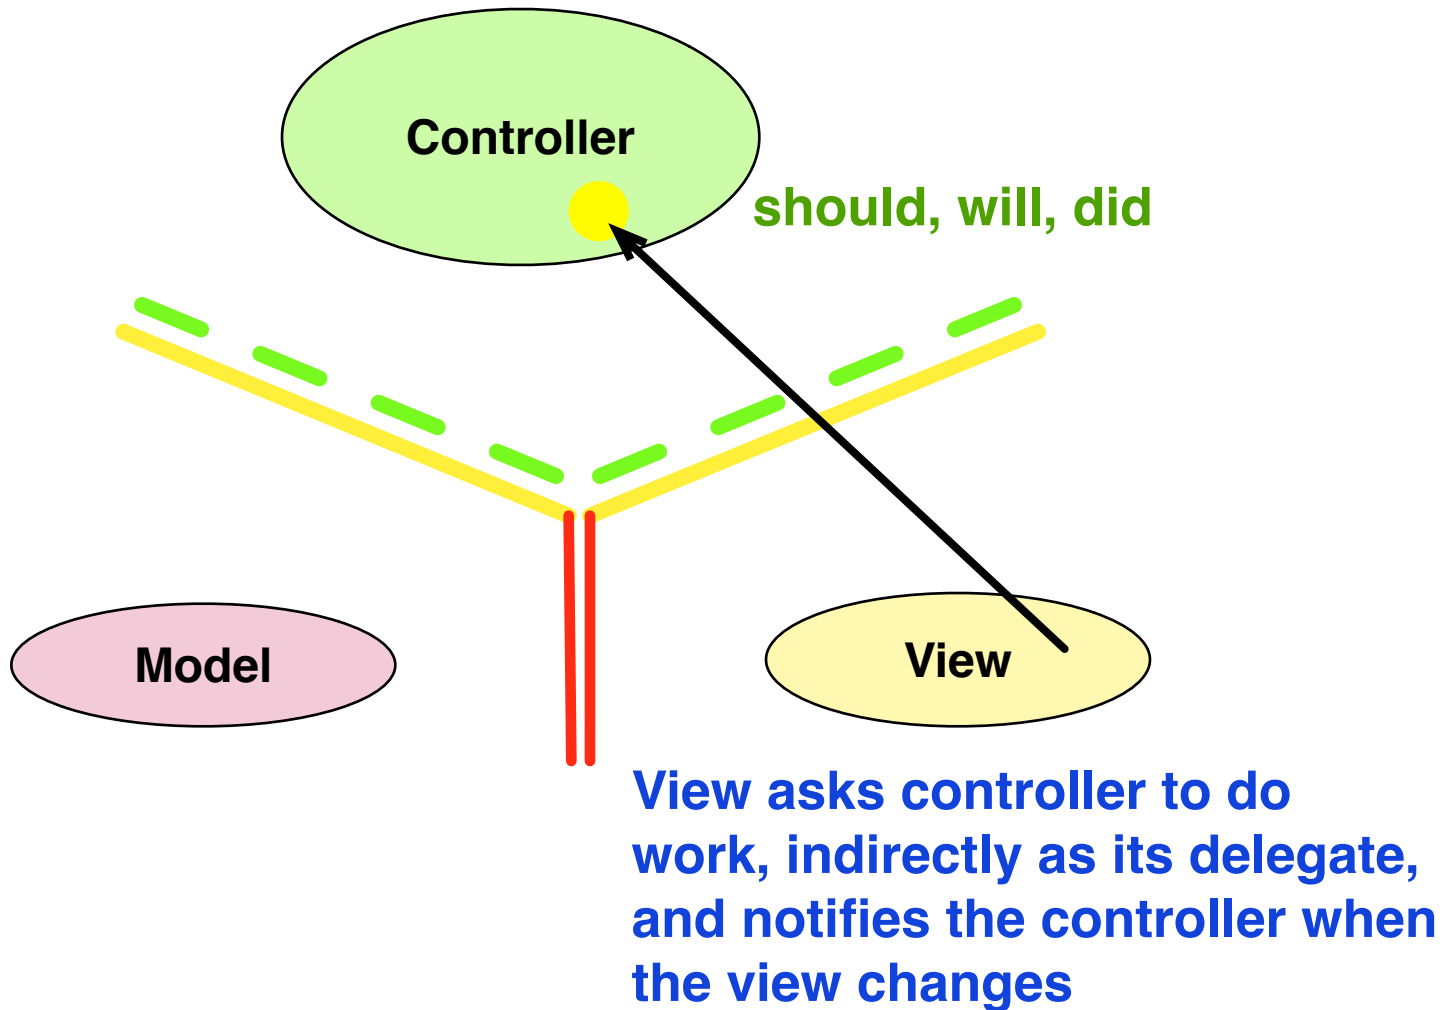 Controller
should, will, did
Model
View
View asks controller to do
work, indirectly as its delegate,
and notifies the controller when
the view changes